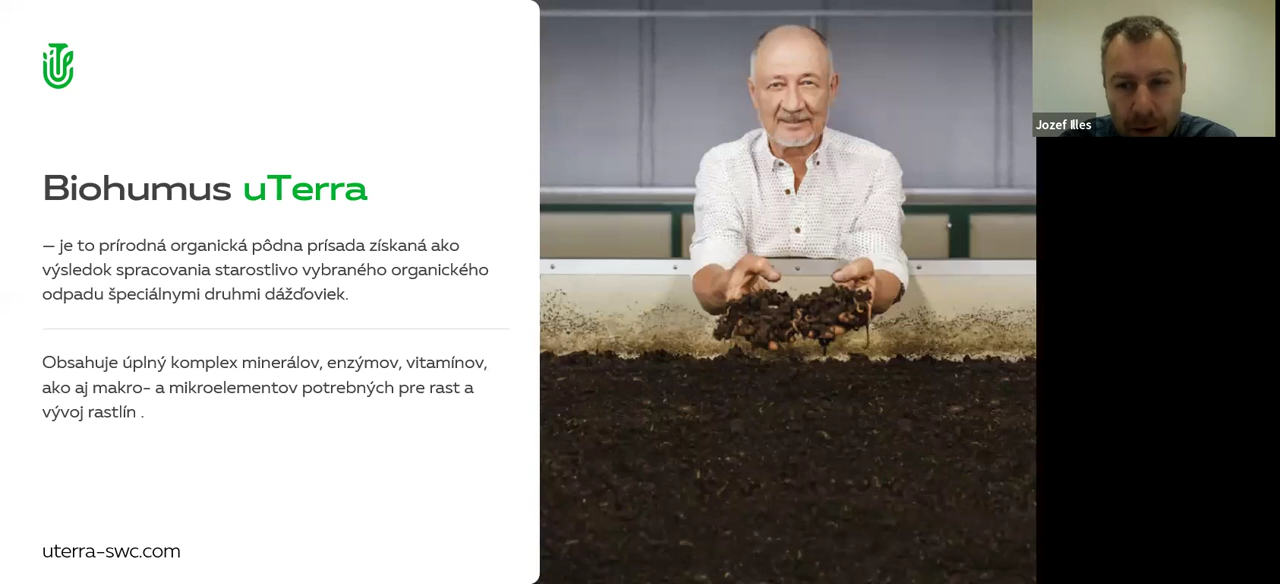 Biohumus uTerra
– je to prírodná organická pôdna prísada získaná ako
výsledok spracovania starostlivo vybraného organického
odpadu špeciálnymi druhmi dážďoviek.
Obsahuje úplný komplex minerálov, enzýmov, vitamínov,
ako aj makro- a mikroelementov potrebných pre rast a
vývoj rastlín .
uterra-swc.com
Jozef Illes